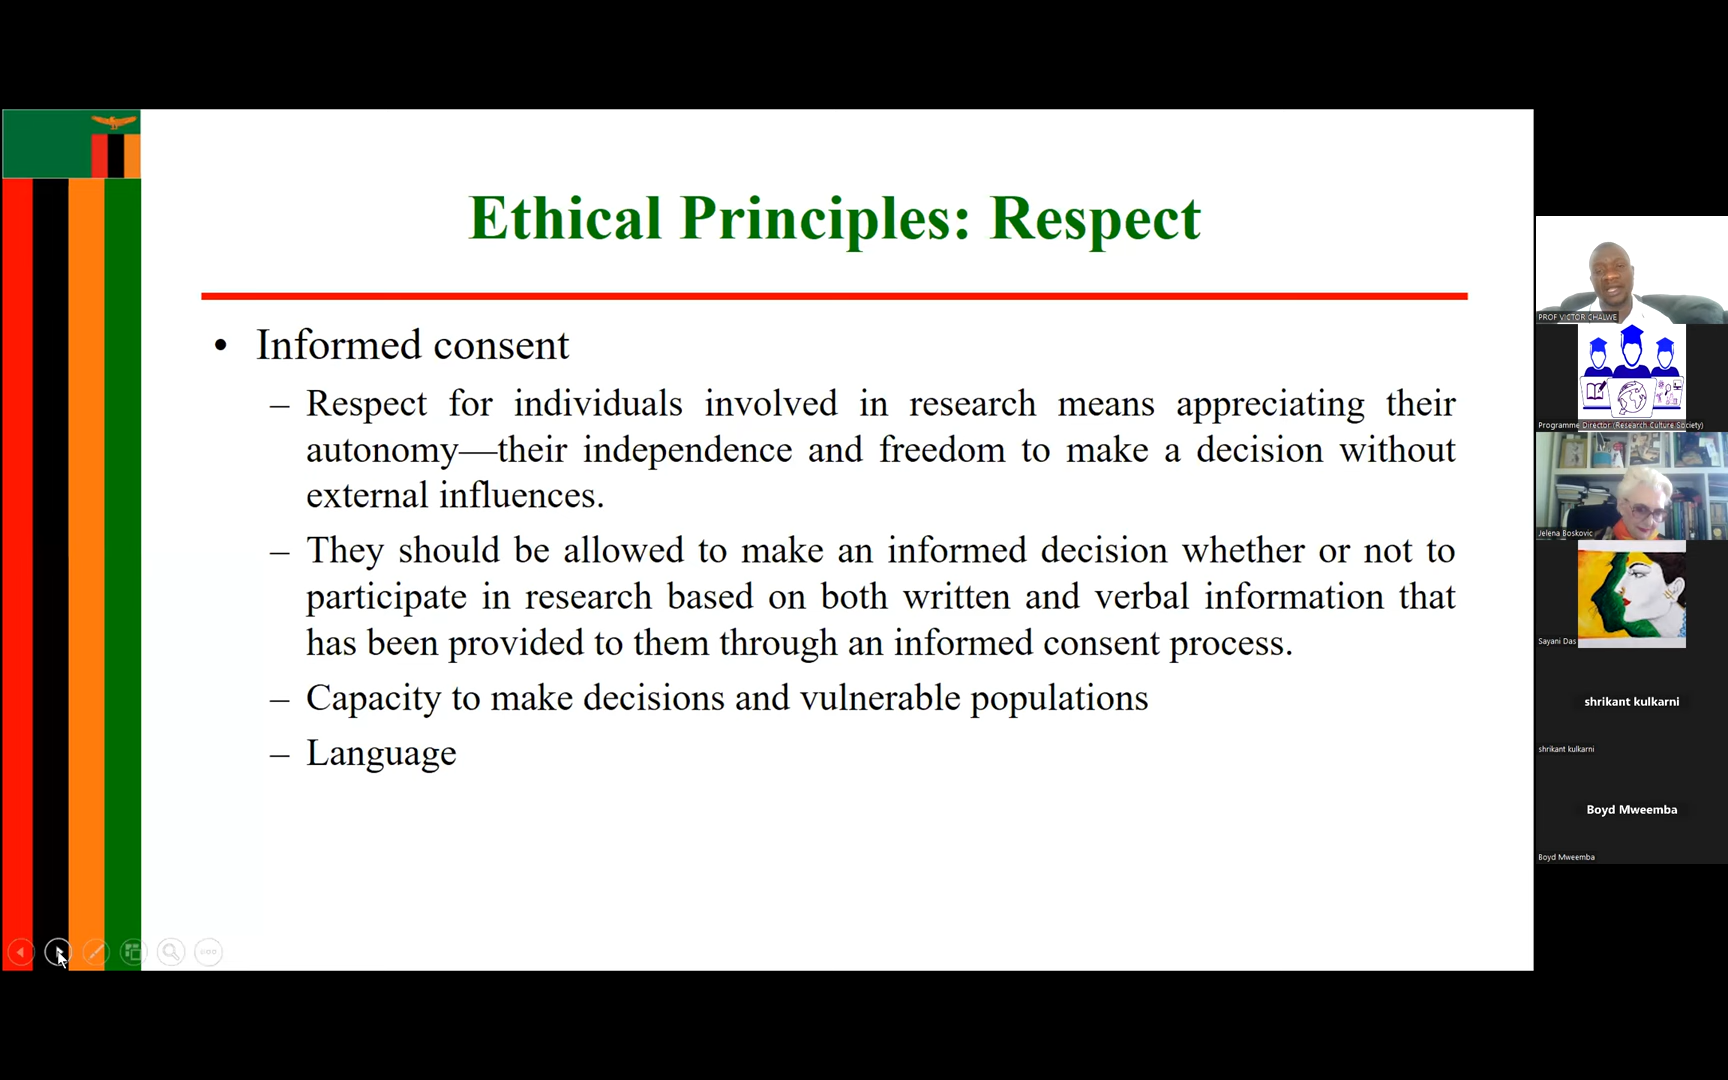 Ethical Principles: Respect
• Informed consent
– Respect for individuals involved in research means appreciating their
autonomy—their independence and freedom to make a decision without
external influences.
– They should be allowed to make an informed decision whether or not to
participate in research based on both written and verbal information that
has been provided to them through an informed consent process.
– Capacity to make decisions and vulnerable populations
– Language
PROF VICTOR CHALWE
Programme Director (Research Culture Society)
Jelena Boskovic
Sayani Das
shrikant kulkarni
shrikant kulkarni
Boyd Mweemba
Boyd Mweemba